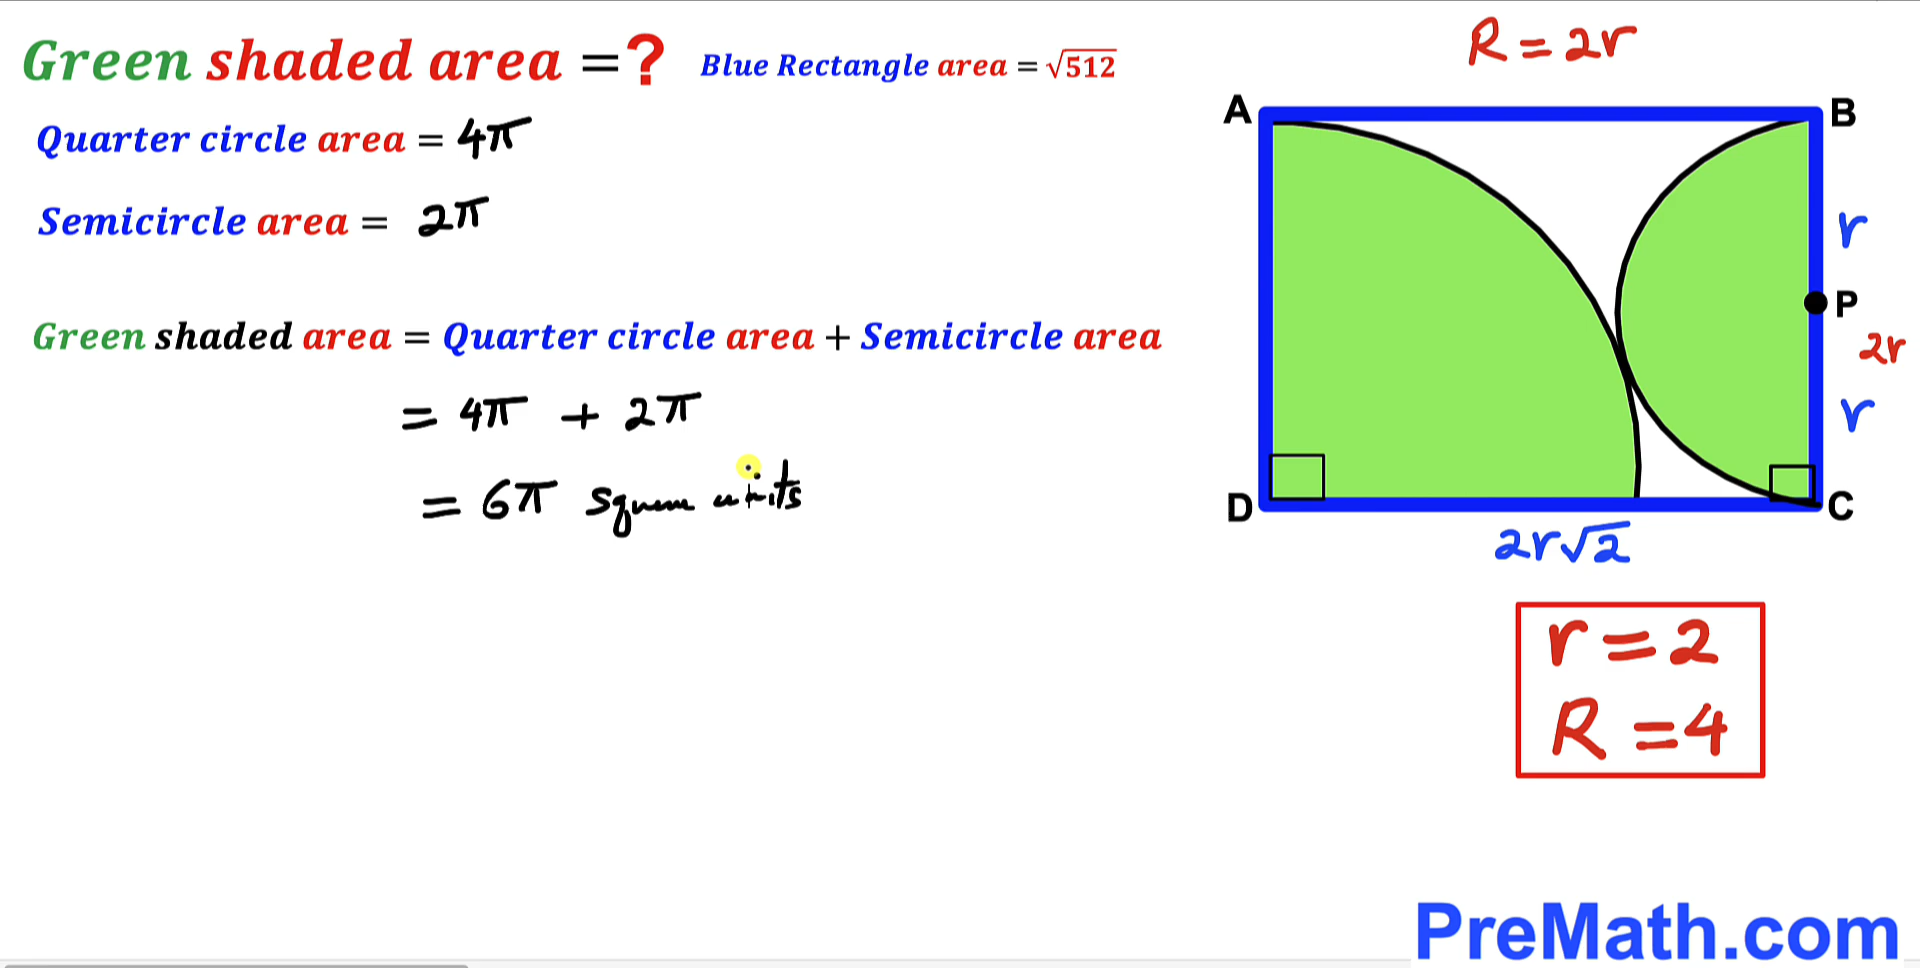 Green shaded area =?
Blue Rectangle area = √512
R = 2r
Quarter circle area = 4π
Semicircle area = 2π
Green shaded area = Quarter circle area + Semicircle area
= 4π + 2π
= 6π square units
A
B
r
P
2r
r
D
C
2r√2
r = 2
R = 4
PreMath.com